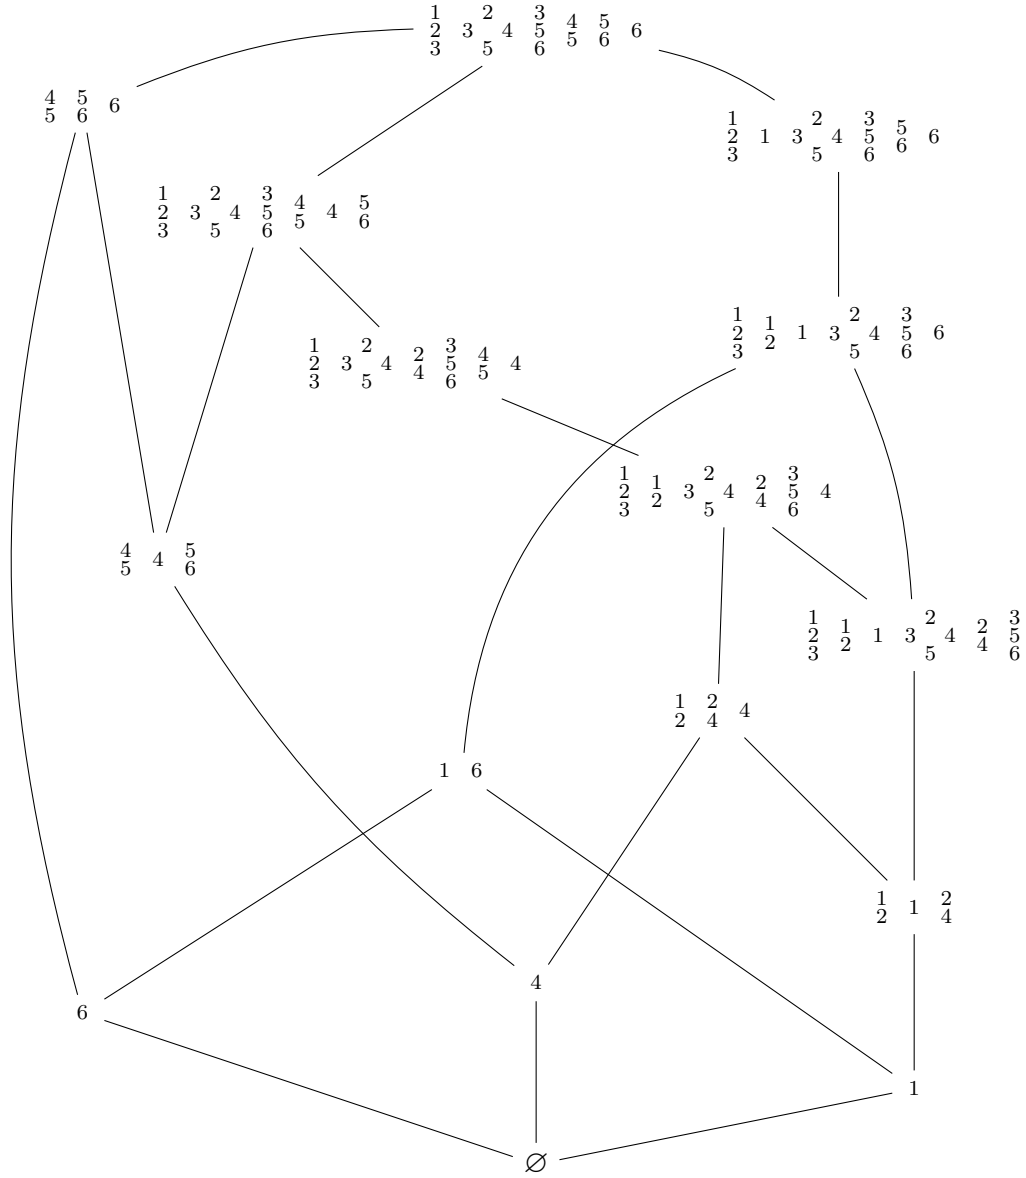 1 2 3
2 3 4 5 6 6
3 5 6 5 6
4 5 6
5 6
1 2 3
2 1 3 4 5 5 6
3 5 6 6
1 2 3 4 5
2 3 4 5 5 4 6
3 5 6
1 2 3
2 1 2 1 3 4 5 6
3 5 6
1 2 2 3 4
2 3 4 4 5 5 4
3 5 6
1 1 2 2 3
2 2 3 4 4 5 4
3 5 6
4 4 5
5 6
1 1 2 2 3
2 2 1 3 4 4 5
3 5 6
1 2 4
2 4
1 6
1 1 2
2 4
4
6
1
∅